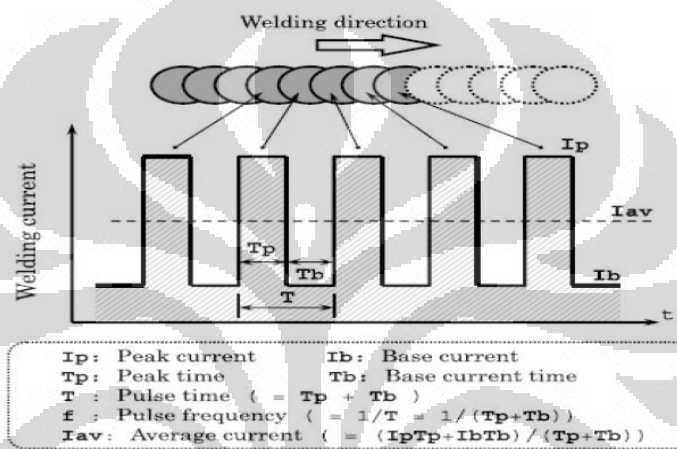 Welding direction
Ip
Welding current
Iav
Tp
Tb
Ib
T
t
Ip: Peak current Ib: Base current
Tp: Peak time Tb: Base current time
T : Pulse time ( = Tp + Tb )
f : Pulse frequency ( = 1/T = 1/(Tp+Tb))
Iav: Average current ( = (IpTp+IbTb)/(Tp+Tb))